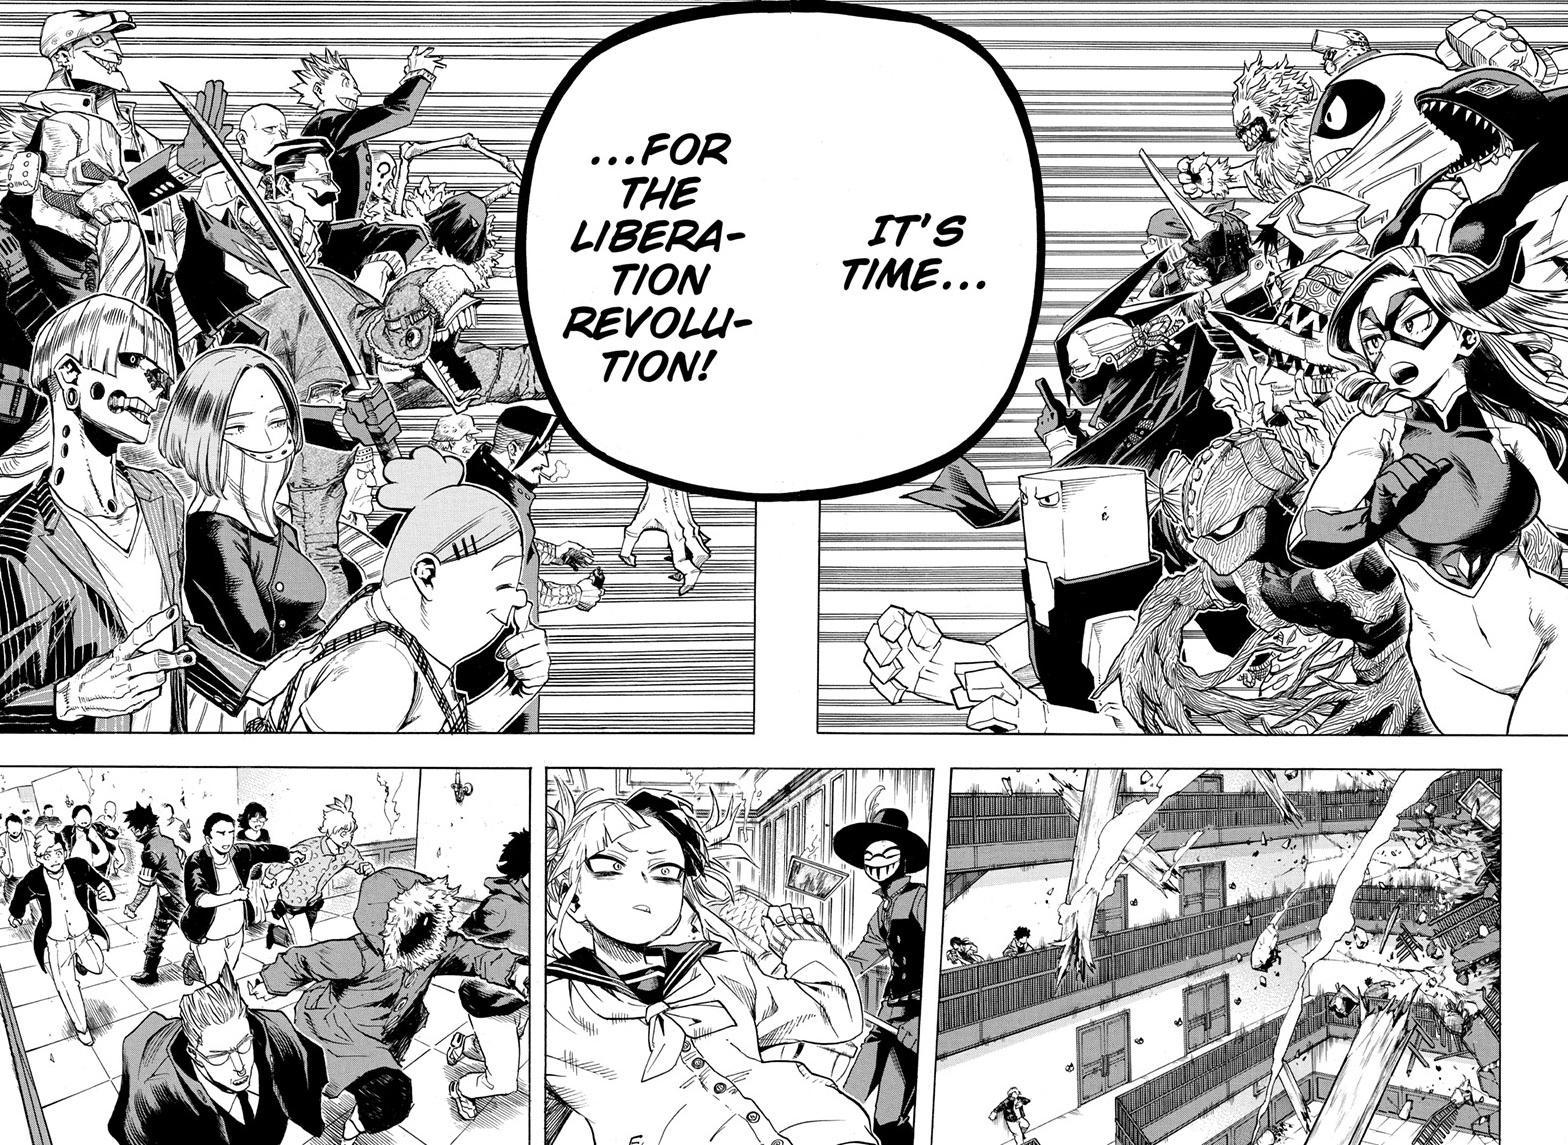 IT'S
TIME...
...FOR
THE
LIBERA-
TION
REVOLU-
TION!
?